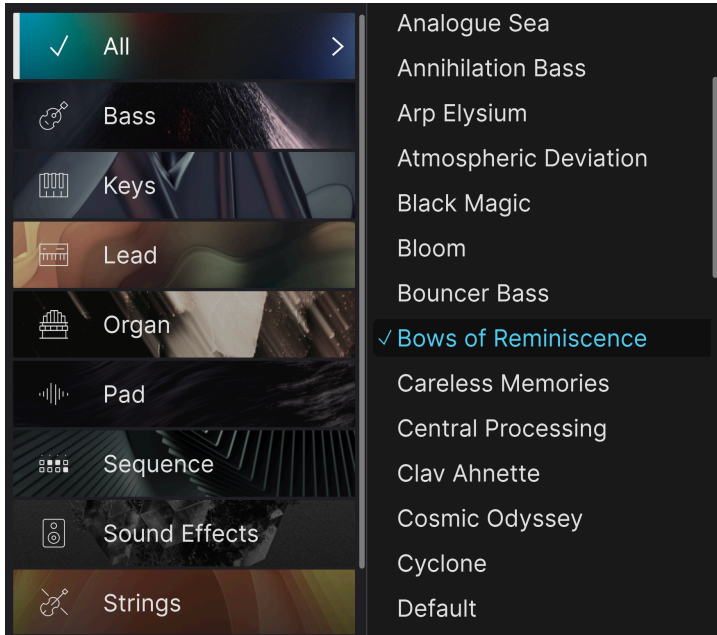 All
Bass
Keys
Lead
Organ
Pad
Sequence
Sound Effects
Strings
Analogue Sea
Annihilation Bass
Arp Elysium
Atmospheric Deviation
Black Magic
Bloom
Bouncer Bass
Bows of Reminiscence
Careless Memories
Central Processing
Clav Ahnette
Cosmic Odyssey
Cyclone
Default